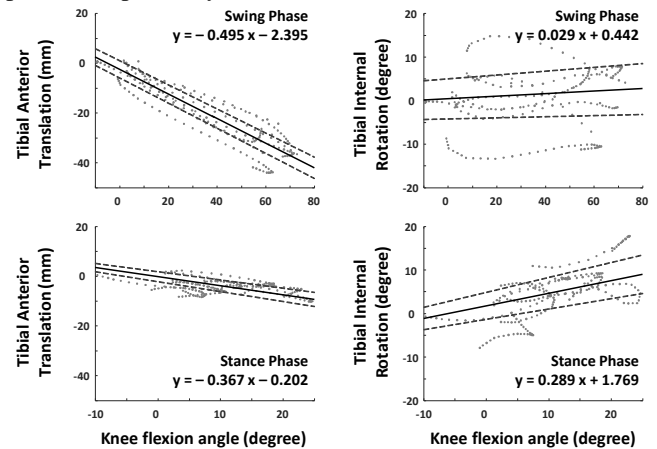 Swing Phase
y = – 0.495 x – 2.395
Tibial Anterior
Translation (mm)
20
0
-20
-40
0
20
40
60
80
Swing Phase
y = 0.029 x + 0.442
Tibial Internal
Rotation (degree)
20
10
0
-10
-20
0
20
40
60
80
Tibial Anterior
Translation (mm)
20
0
-20
-40
Stance Phase
y = – 0.367 x – 0.202
-10
0
10
20
Knee flexion angle (degree)
Tibial Internal
Rotation (degree)
20
10
0
10
-20
Stance Phase
y = 0.289 x + 1.769
-10
0
10
20
Knee flexion angle (degree)